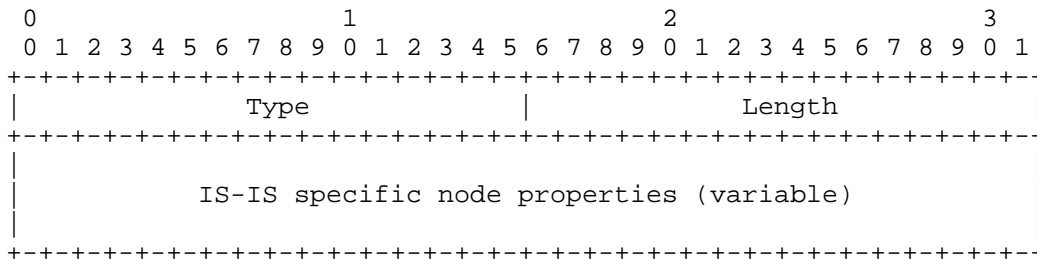 0                   1                   2                   3
 0 1 2 3 4 5 6 7 8 9 0 1 2 3 4 5 6 7 8 9 0 1 2 3 4 5 6 7 8 9 0 1
+-+-+-+-+-+-+-+-+-+-+-+-+-+-+-+-+-+-+-+-+-+-+-+-+-+-+-+-+-+-+-+--
|              Type             |             Length
+-+-+-+-+-+-+-+-+-+-+-+-+-+-+-+-+-+-+-+-+-+-+-+-+-+-+-+-+-+-+-+--
|
|           IS-IS specific node properties (variable)
|
+-+-+-+-+-+-+-+-+-+-+-+-+-+-+-+-+-+-+-+-+-+-+-+-+-+-+-+-+-+-+-+--